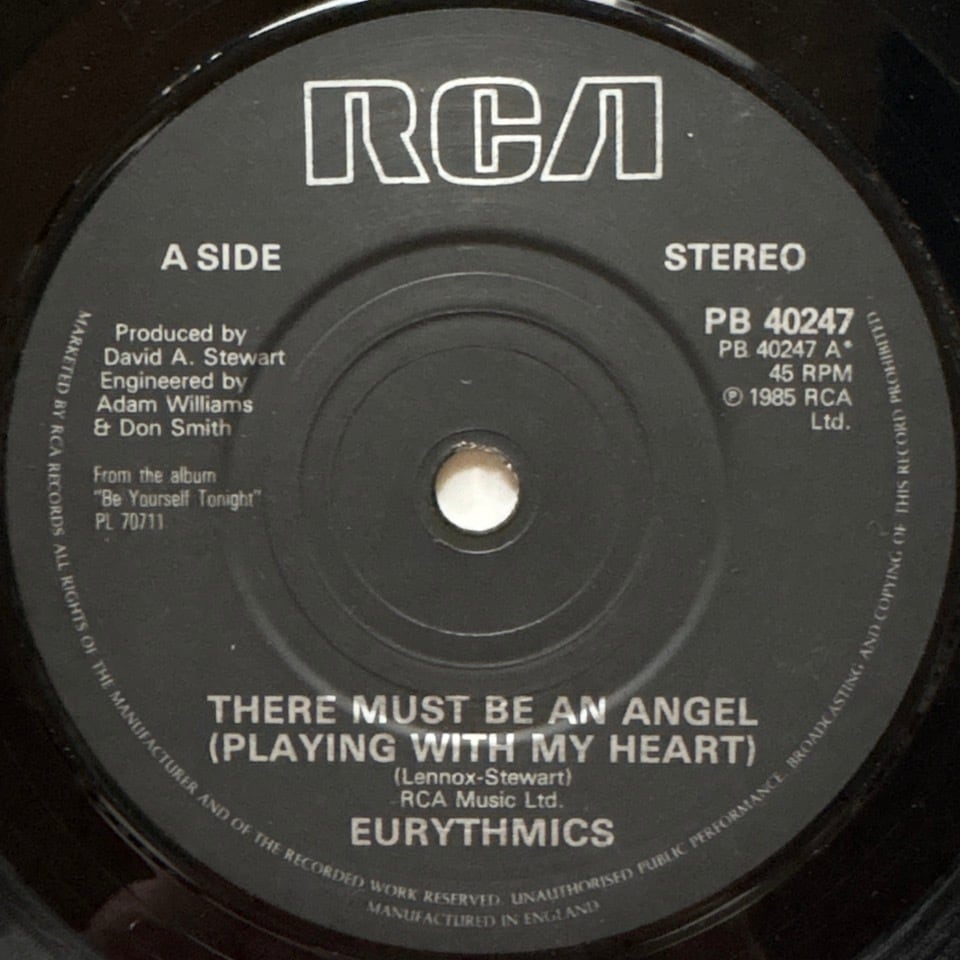 RCA
A SIDE
STEREO
Produced by
David A. Stewart
Engineered by
Adam Williams
& Don Smith
From the album
"Be Yourself Tonight"
PL 70711
PB 40247
PB 40247 A*
45 RPM
℗ 1985 RCA
Ltd.
THERE MUST BE AN ANGEL
(PLAYING WITH MY HEART)
(Lennox-Stewart)
RCA Music Ltd.
EURYTHMICS
MARKETED BY RCA RECORDS ALL RIGHTS OF THE MANUFACTURER AND OF THE RECORDED WORK RESERVED. UNAUTHORISED PUBLIC PERFORMANCE, BROADCASTING AND COPYING OF THIS RECORD PROHIBITED.
MANUFACTURED IN ENGLAND